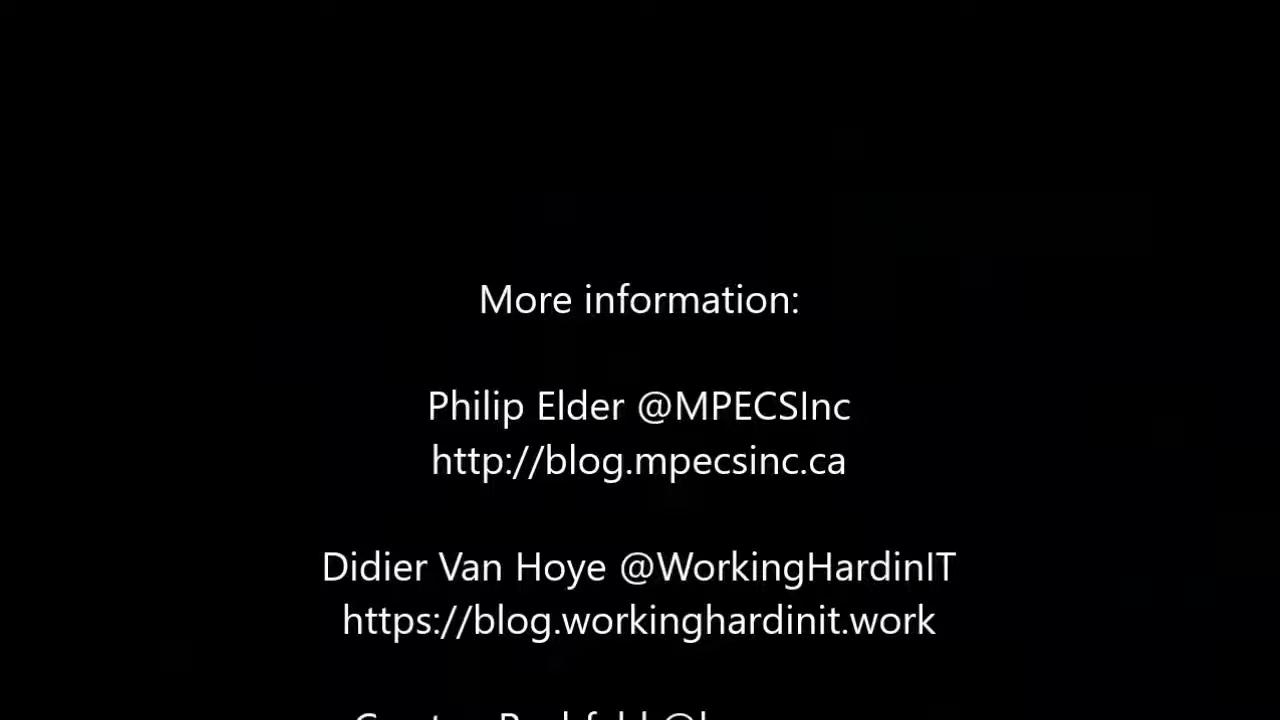 More information:
Philip Elder @MPECSInc
http://blog.mpecsinc.ca
Didier Van Hoye @WorkingHardinIT
https://blog.workinghardinit.work